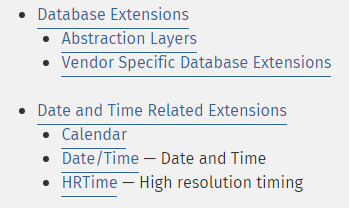 Database Extensions
Abstraction Layers
Vendor Specific Database Extensions
Date and Time Related Extensions
Calendar
Date/Time — Date and Time
HRTime — High resolution timing